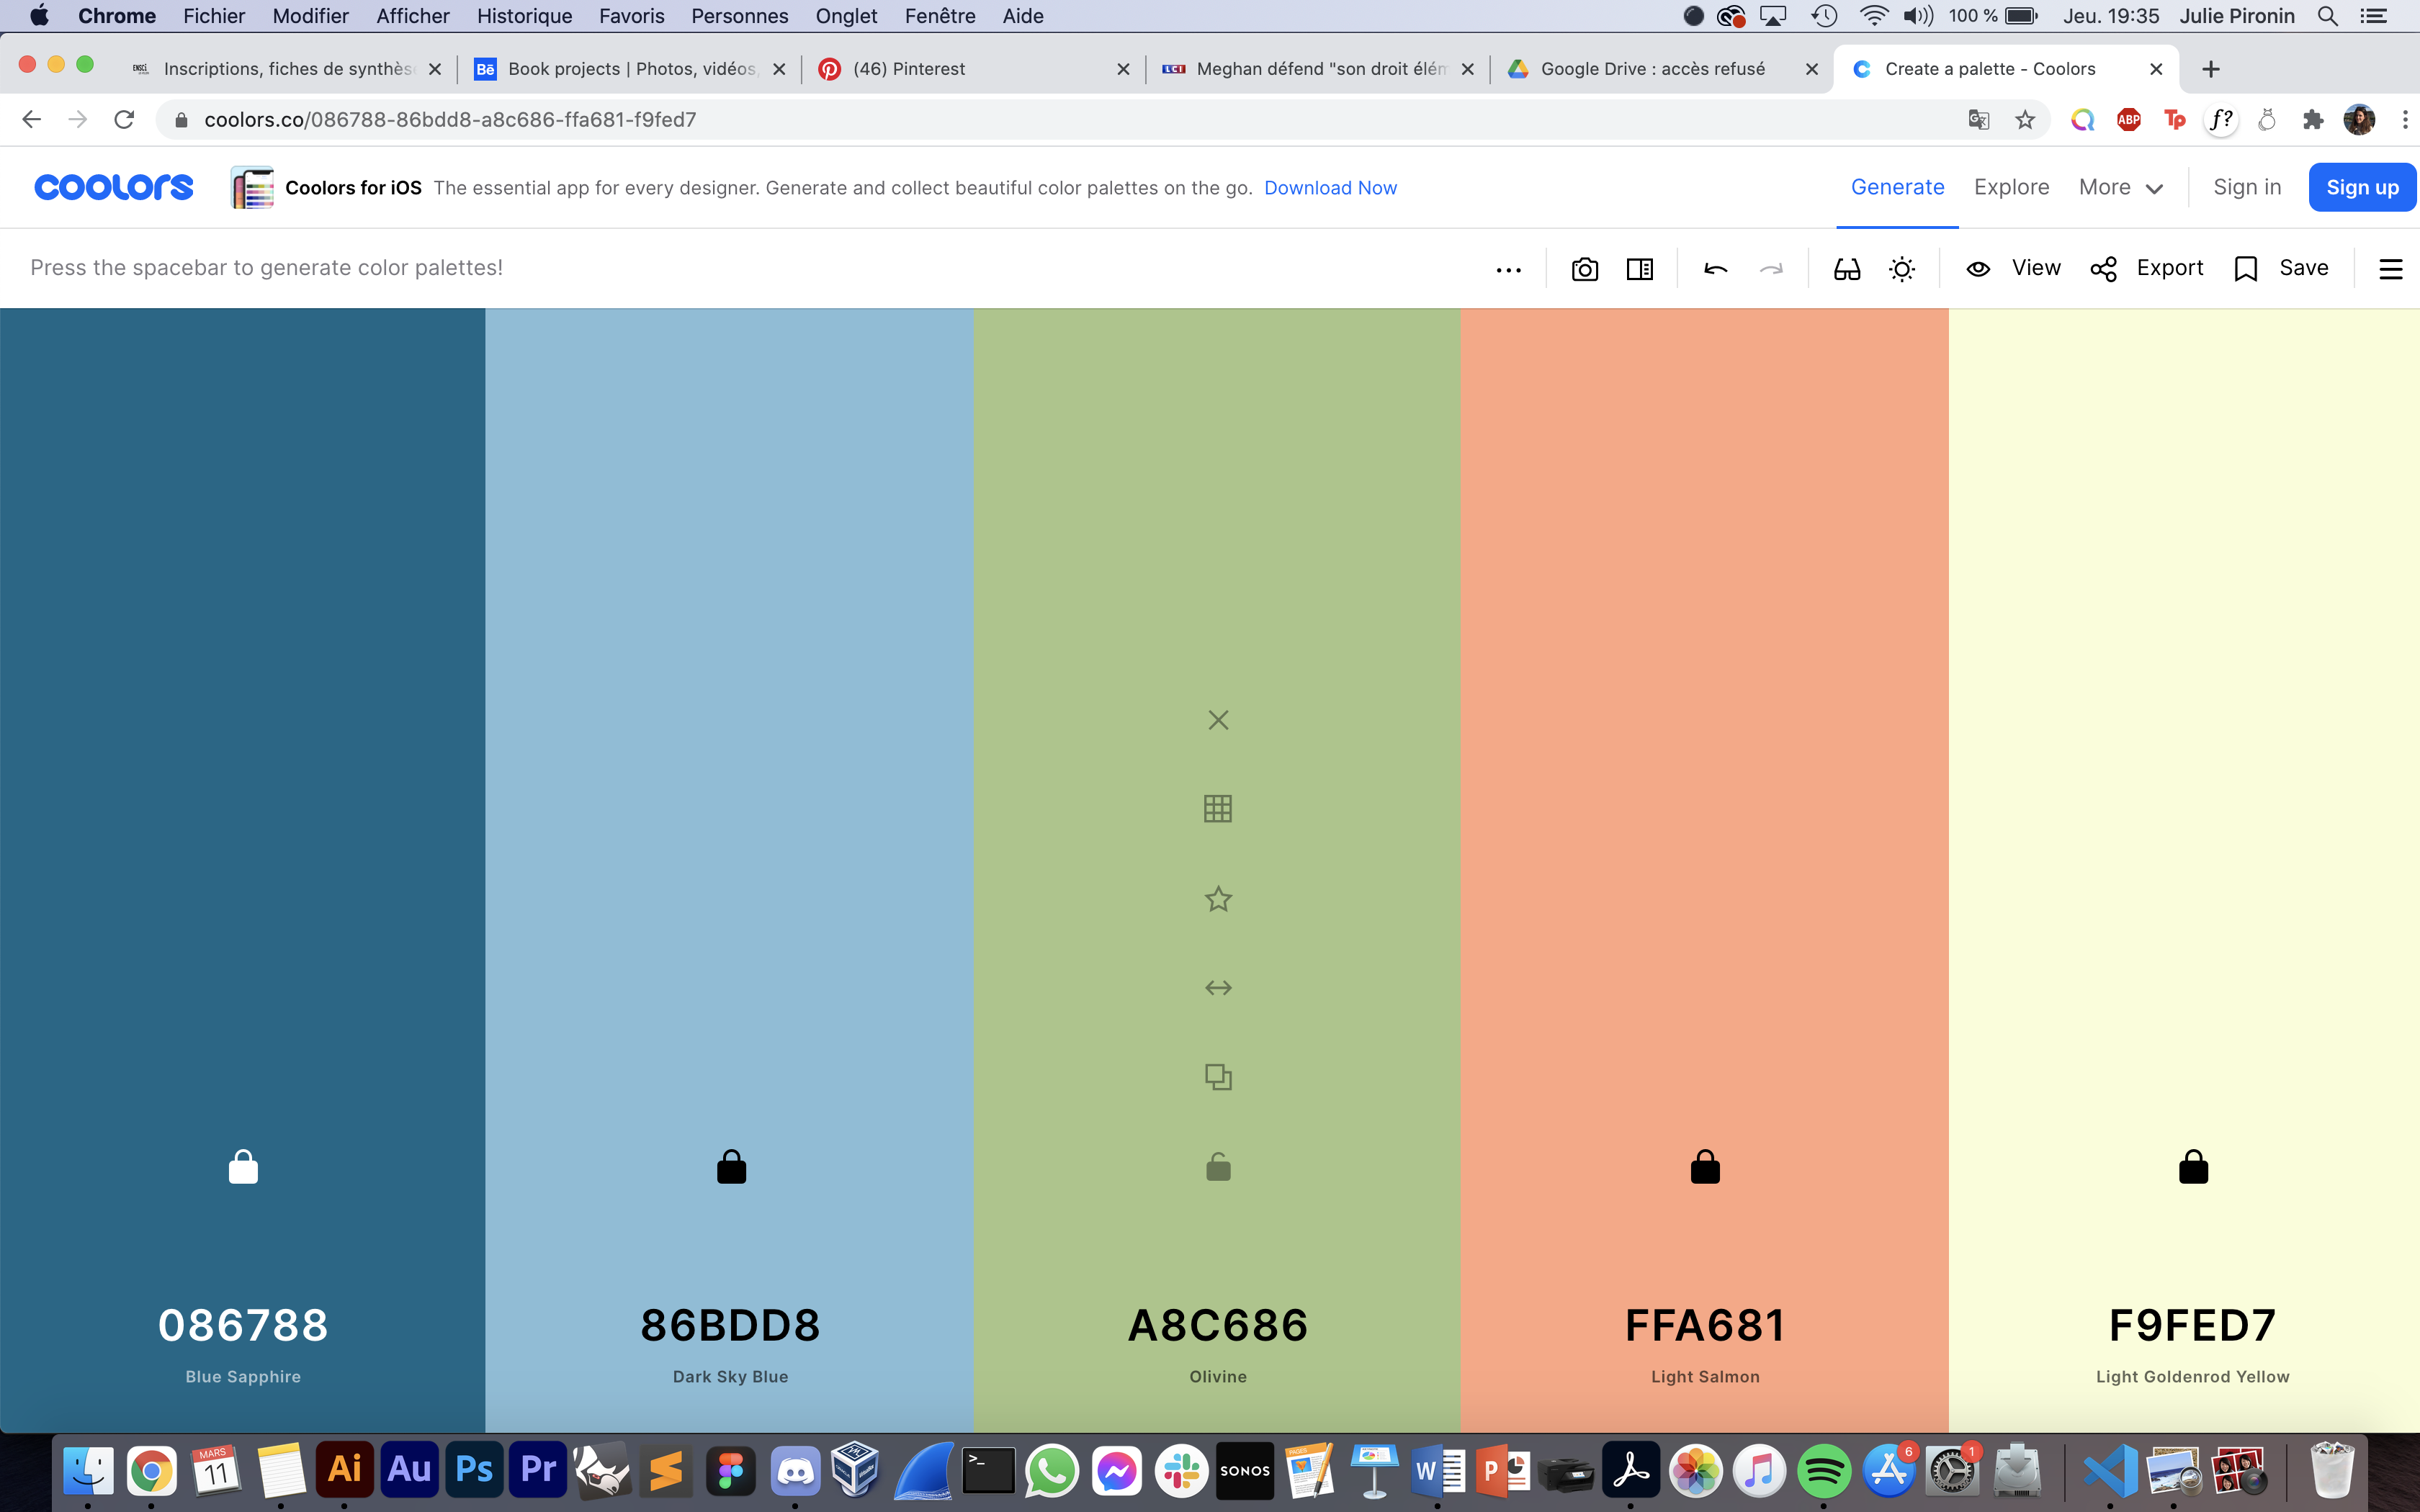 Chrome Fichier Modifier Afficher Historique Favoris Personnes Onglet Fenêtre Aide 100 % Jeu. 19:35 Julie Pironin
Inscriptions, fiches de synthèse Book projects | Photos, vidéos, (46) Pinterest LCI Meghan défend "son droit élém Google Drive : accès refusé Create a palette - Coolors
coolors.co/086788-86bdd8-a8c686-ffa681-f9fed7 ABP Tp f?
coolors Coolors for iOS The essential app for every designer. Generate and collect beautiful color palettes on the go. Download Now Generate Explore More Sign in Sign up
Press the spacebar to generate color palettes! View Export Save
086788 86BDD8 A8C686 FFA681 F9FED7
Blue Sapphire Dark Sky Blue Olivine Light Salmon Light Goldenrod Yellow
MARS 11 Ai Au Ps Pr >_ SONOS PAGES W P 6 1